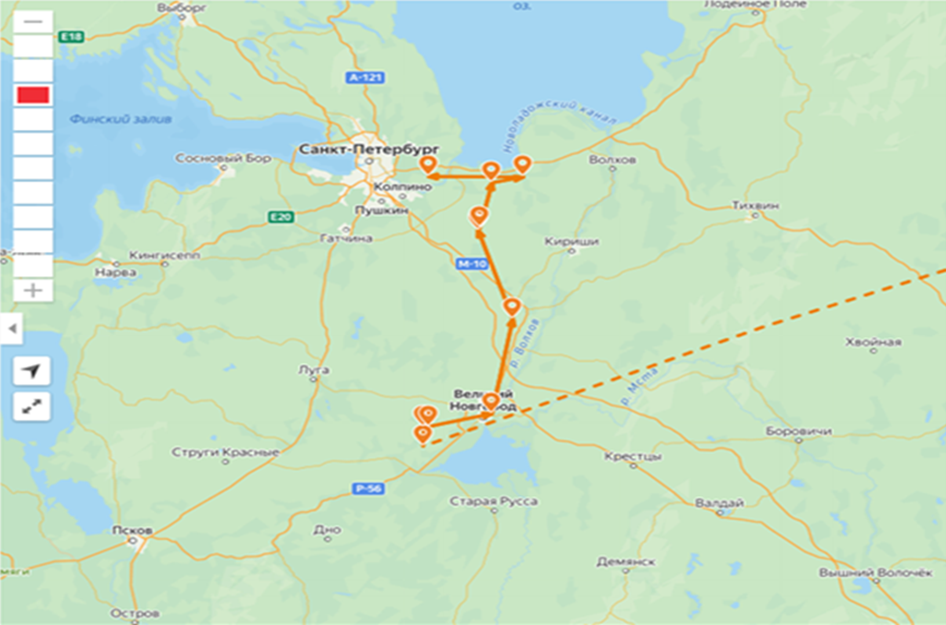 оз.
Лодейное Поле
Выборг
E18
А-121
Новоладожский канал
Финский залив
Санкт-Петербург
Сосновый Бор
Волхов
Колпино
Пушкин
Тихвин
E20
Гатчина
Кириши
Кингисепп
Нарва
М-10
р. Волхов
Хвойная
Луга
р. Мста
Великий
Новгород
Боровичи
Струги Красные
Крестцы
Р-56
Старая Русса
Валдай
Псков
Дно
Демянск
мяги
Вышний Волочёк
Остров